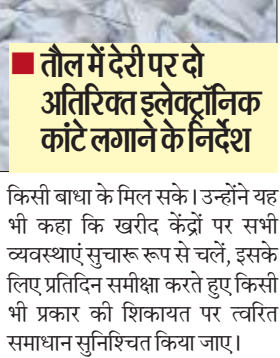 ■ तौल में देरी पर दो
अतिरिक्त इलेक्ट्रॉनिक
कांटे लगाने के निर्देश
किसी बाधा के मिल सके। उन्होंने यह
भी कहा कि खरीद केंद्रों पर सभी
व्यवस्थाएं सुचारू रूप से चलें, इसके
लिए प्रतिदिन समीक्षा करते हुए किसी
भी प्रकार की शिकायत पर त्वरित
समाधान सुनिश्चित किया जाए।